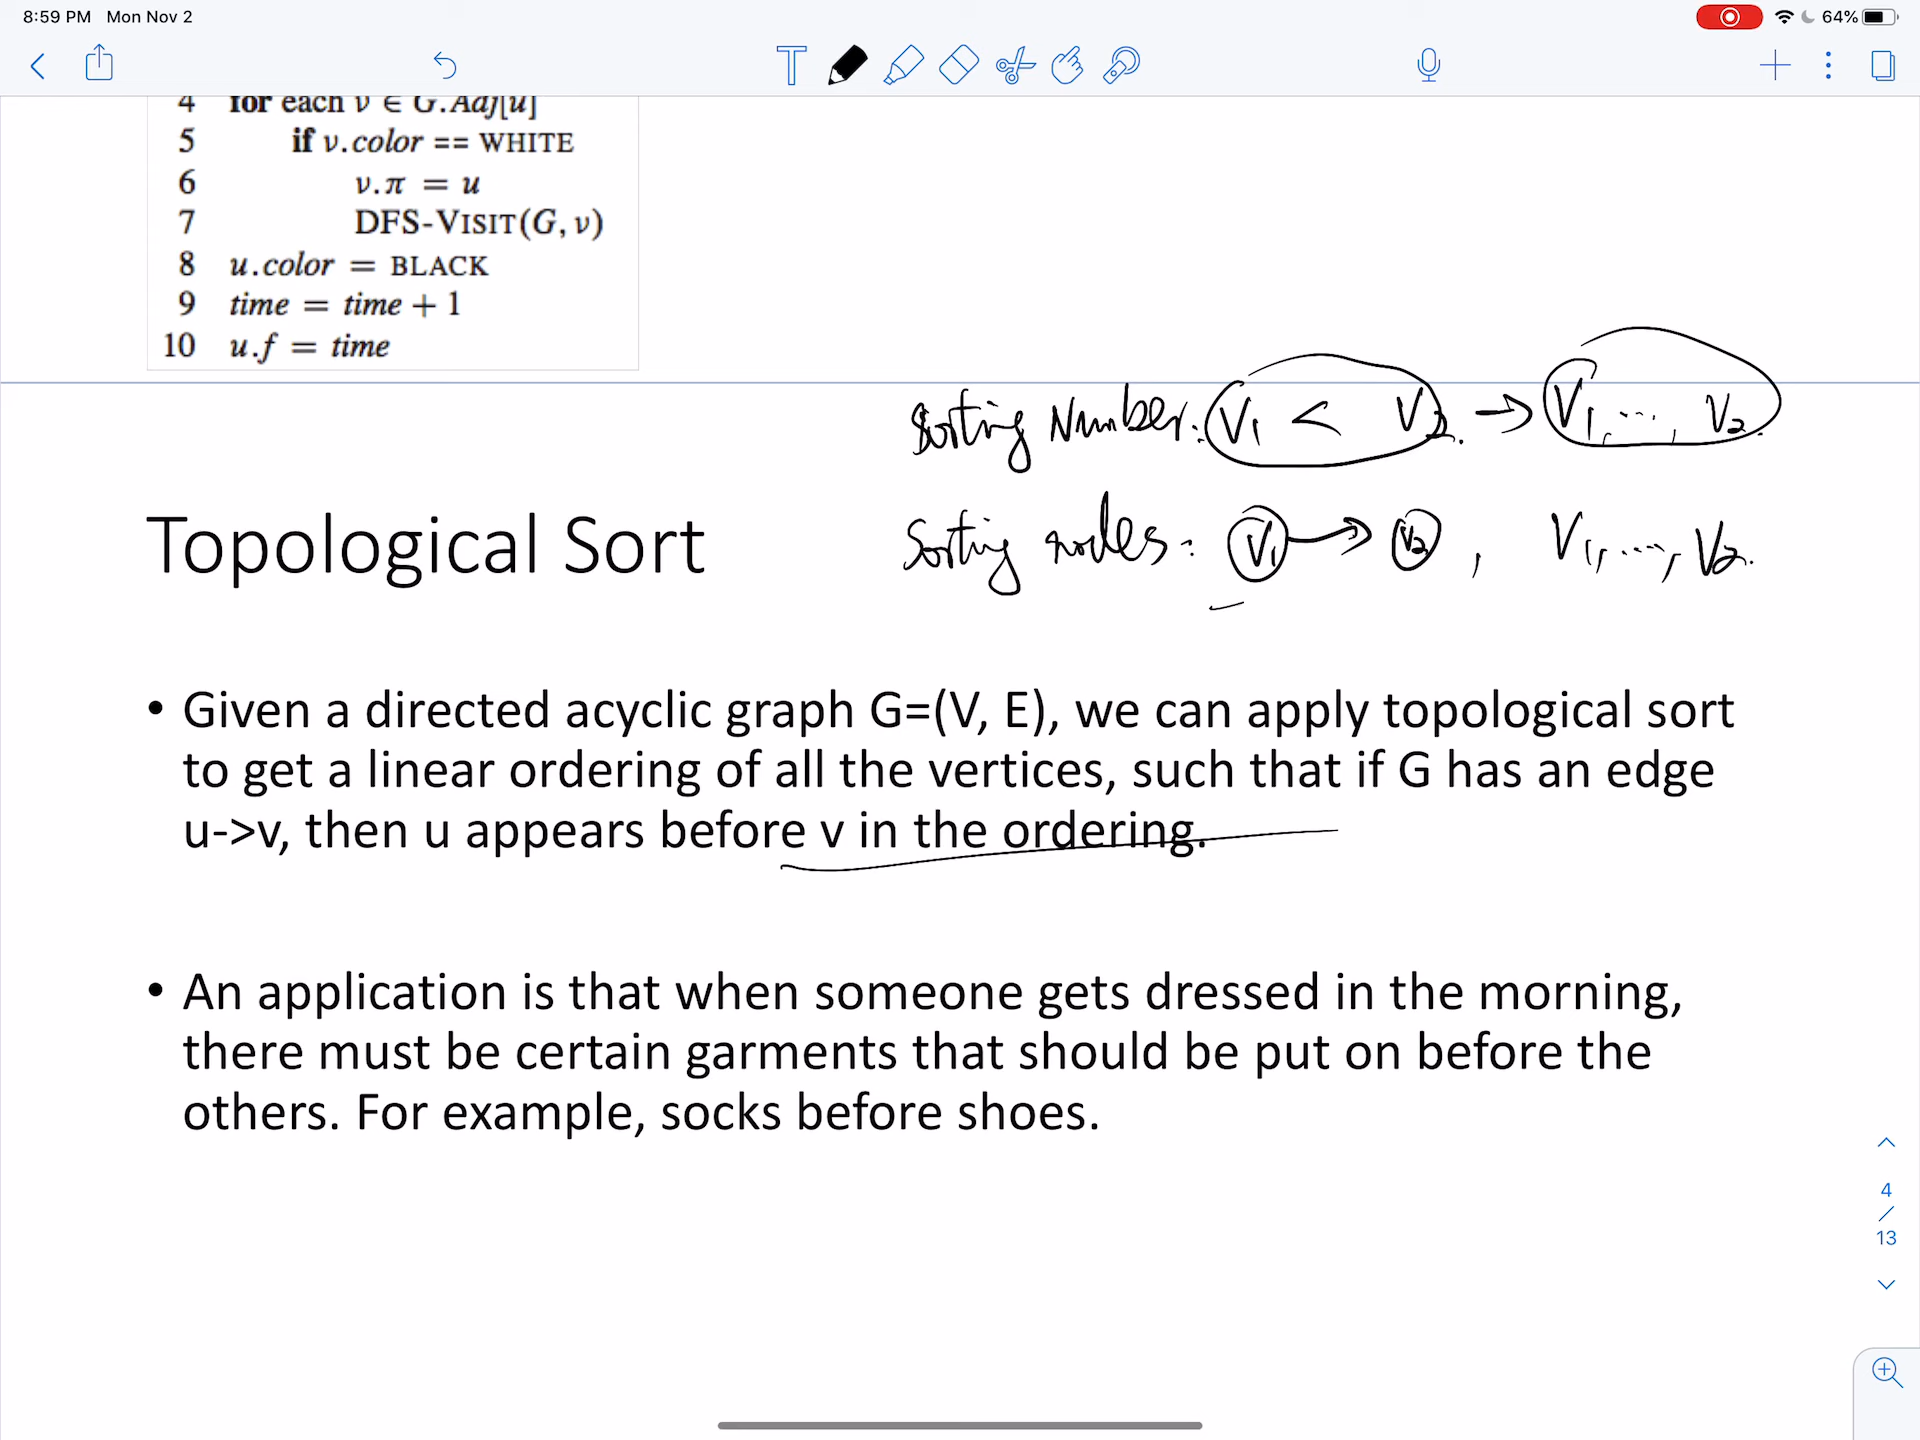 8:59 PM Mon Nov 2
64%
4 for each v ∈ G.Adj[u]
5 if v.color == WHITE
6 v.π = u
7 DFS-VISIT(G, v)
8 u.color = BLACK
9 time = time + 1
10 u.f = time
Sorting Number: V1 < V2. → V1, ..., V2.
Topological Sort
Sorting nodes: V1 → V2, V1, ..., V2.
• Given a directed acyclic graph G=(V, E), we can apply topological sort
to get a linear ordering of all the vertices, such that if G has an edge
u->v, then u appears before v in the ordering.
• An application is that when someone gets dressed in the morning,
there must be certain garments that should be put on before the
others. For example, socks before shoes.
4
/
13